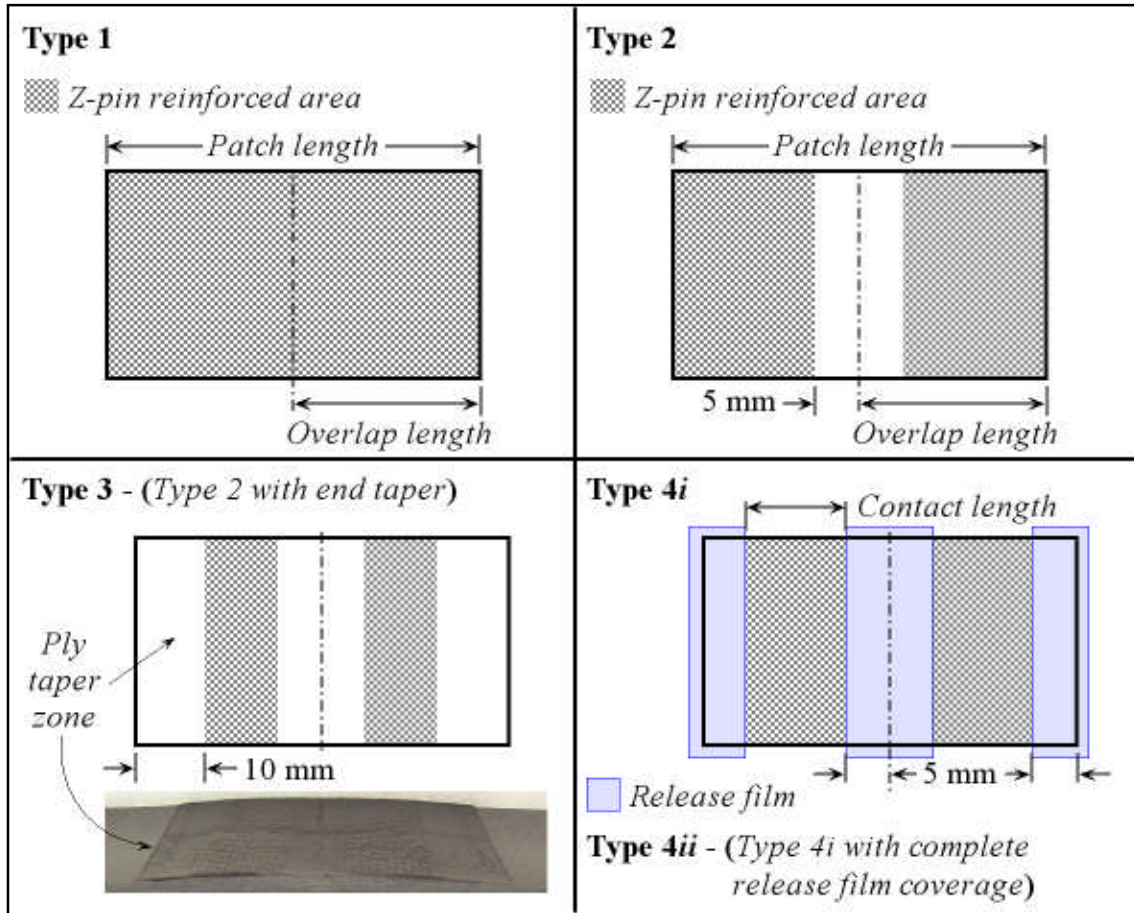 Type 1
Z-pin reinforced area
Patch length
Overlap length
Type 2
Z-pin reinforced area
Patch length
5 mm
Overlap length
Type 3 - (Type 2 with end taper)
Ply
taper
zone
10 mm
Type 4i
Contact length
5 mm
Release film
Type 4ii - (Type 4i with complete
release film coverage)